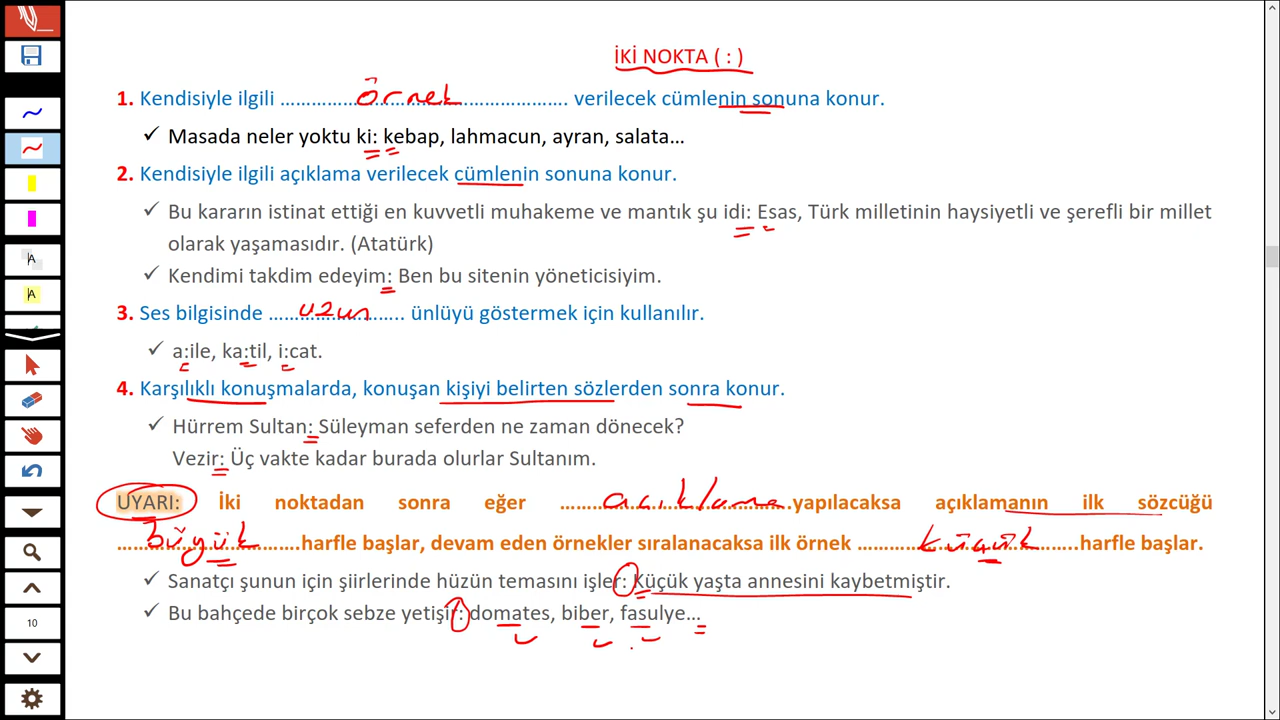 İKİ NOKTA ( : )
1. Kendisiyle ilgili ……………örnek……………. verilecek cümlenin sonuna konur.
✓ Masada neler yoktu ki: kebap, lahmacun, ayran, salata…
2. Kendisiyle ilgili açıklama verilecek cümlenin sonuna konur.
✓ Bu kararın istinat ettiği en kuvvetli muhakeme ve mantık şu idi: Esas, Türk milletinin haysiyetli ve şerefli bir millet
olarak yaşamasıdır. (Atatürk)
✓ Kendimi takdim edeyim: Ben bu sitenin yöneticisiyim.
3. Ses bilgisinde ……uzun…….. ünlüyü göstermek için kullanılır.
✓ a:ile, ka:til, i:cat.
4. Karşılıklı konuşmalarda, konuşan kişiyi belirten sözlerden sonra konur.
✓ Hürrem Sultan: Süleyman seferden ne zaman dönecek?
Vezir: Üç vakte kadar burada olurlar Sultanım.
UYARI: İki noktadan sonra eğer ……açıklama……yapılacaksa açıklamanın ilk sözcüğü
……büyük…….harfle başlar, devam eden örnekler sıralanacaksa ilk örnek ………küçük……..harfle başlar.
✓ Sanatçı şunun için şiirlerinde hüzün temasını işler: Küçük yaşta annesini kaybetmiştir.
✓ Bu bahçede birçok sebze yetişir: domates, biber, fasulye…
A
A
10